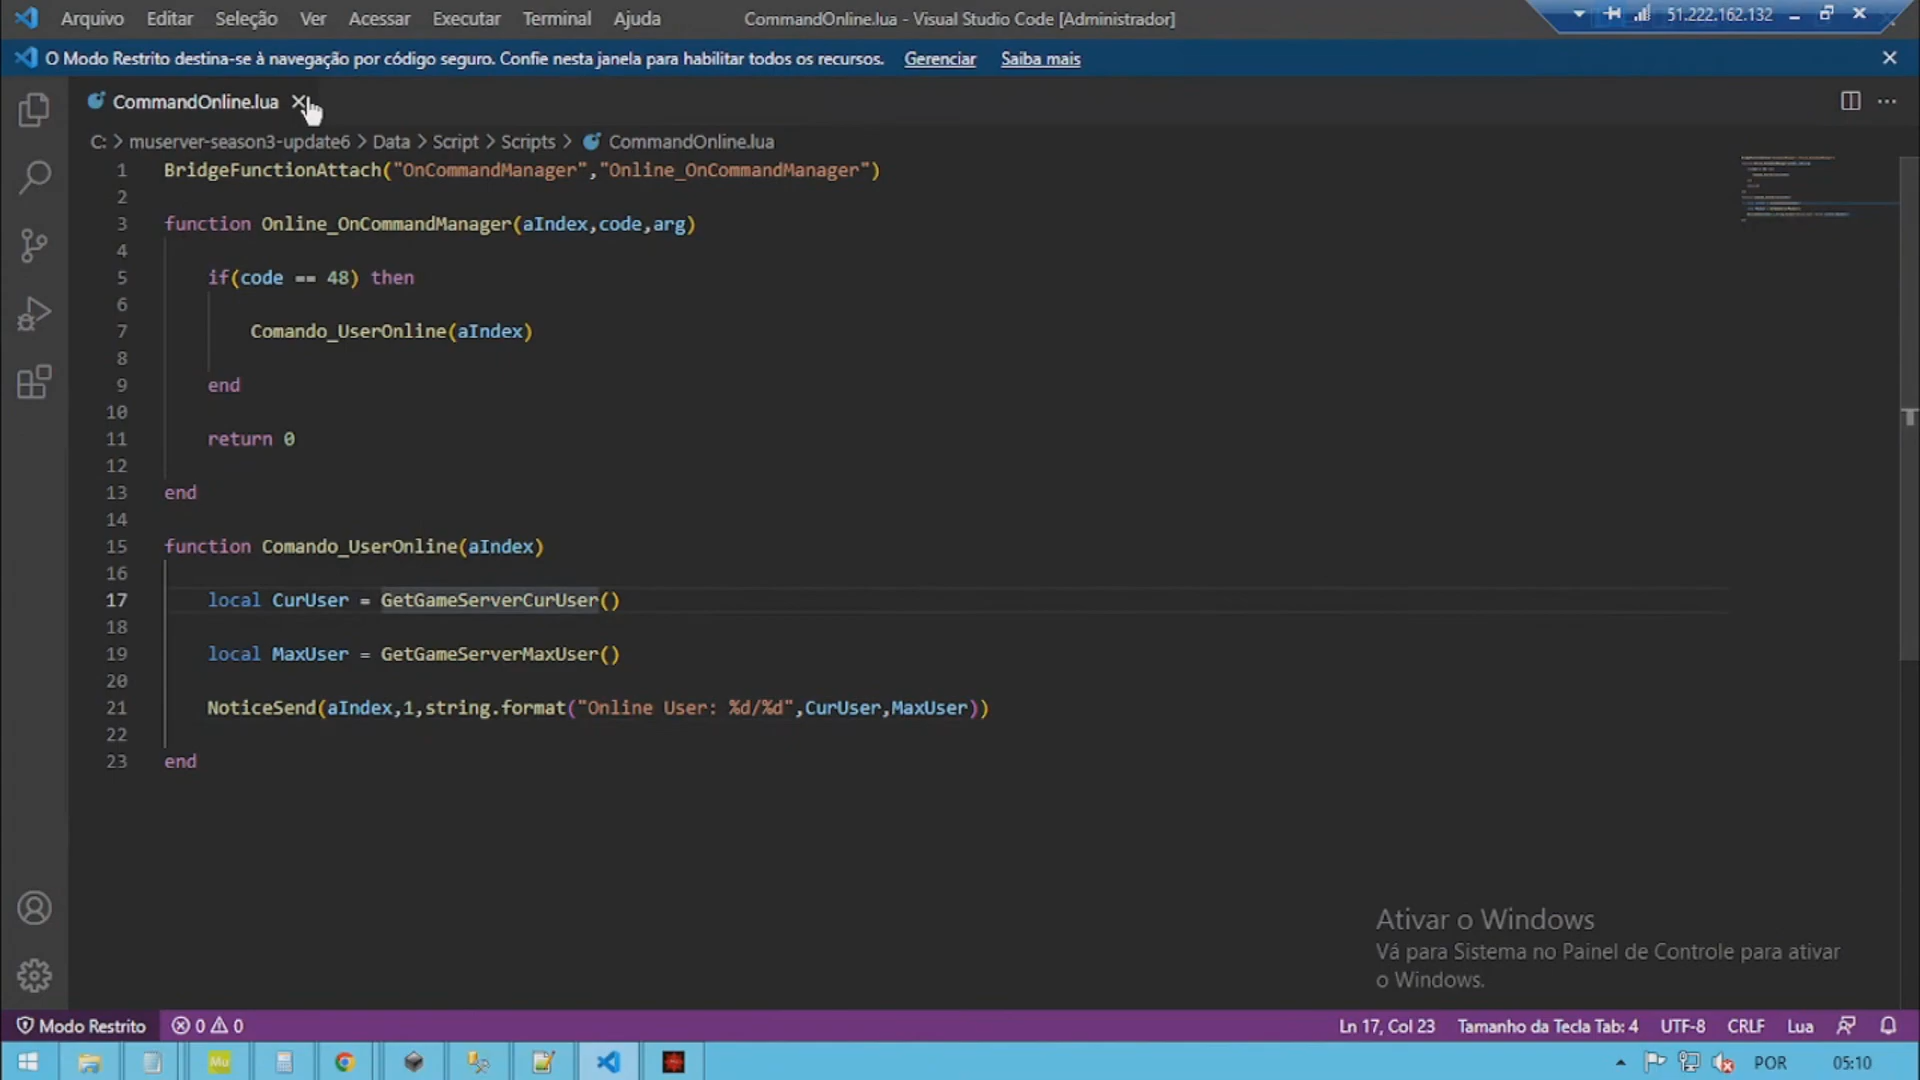 Arquivo Editar Seleção Ver Acessar Executar Terminal Ajuda CommandOnline.lua - Visual Studio Code [Administrador] 51.222.162.132
O Modo Restrito destina-se à navegação por código seguro. Confie nesta janela para habilitar todos os recursos. Gerenciar Saiba mais
CommandOnline.lua
C: > muserver-season3-update6 > Data > Script > Scripts > CommandOnline.lua
1 BridgeFunctionAttach("OnCommandManager","Online_OnCommandManager")
2
3 function Online_OnCommandManager(aIndex,code,arg)
4
5 if(code == 48) then
6
7 Comando_UserOnline(aIndex)
8
9 end
10
11 return 0
12
13 end
14
15 function Comando_UserOnline(aIndex)
16
17 local CurUser = GetGameServerCurUser()
18
19 local MaxUser = GetGameServerMaxUser()
20
21 NoticeSend(aIndex,1,string.format("Online User: %d/%d",CurUser,MaxUser))
22
23 end
Ativar o Windows
Vá para Sistema no Painel de Controle para ativar
o Windows.
Modo Restrito 0 0 Ln 17, Col 23 Tamanho da Tecla Tab: 4 UTF-8 CRLF Lua
Mu POR 05:10